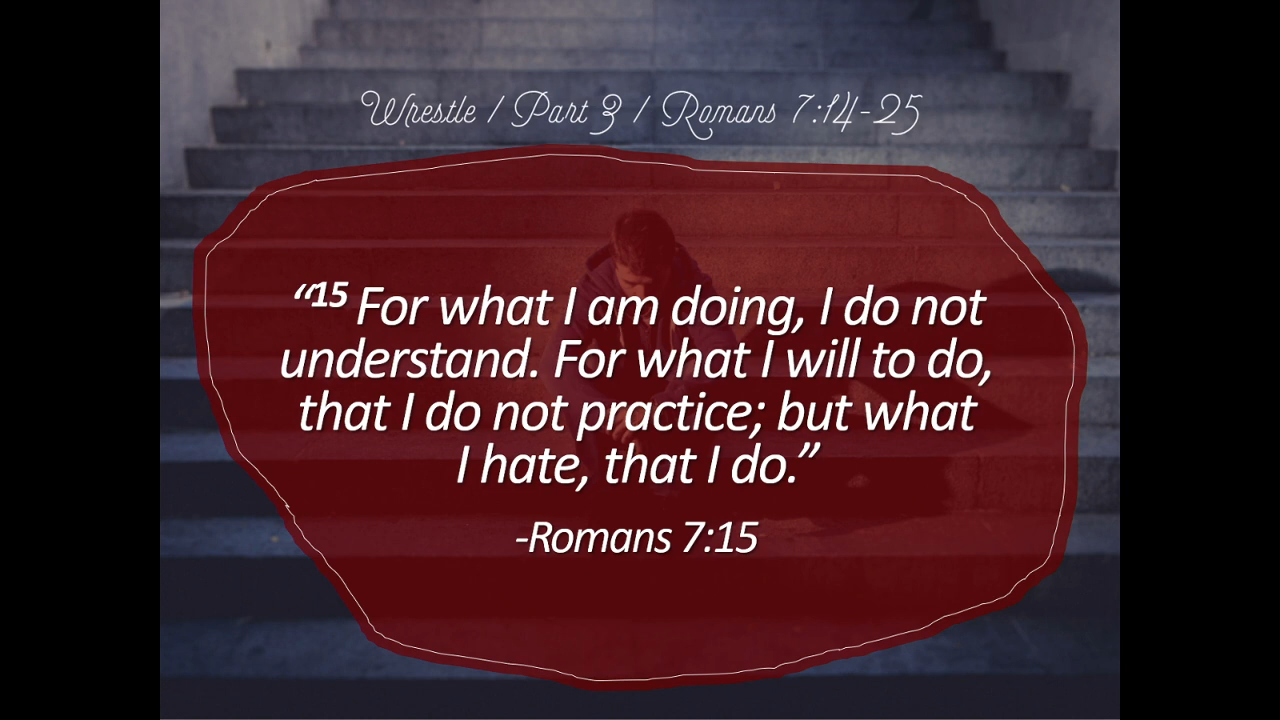 Wrestle / Part 3 / Romans 7:14-25
“15 For what I am doing, I do not
understand. For what I will to do,
that I do not practice; but what
I hate, that I do.”
-Romans 7:15